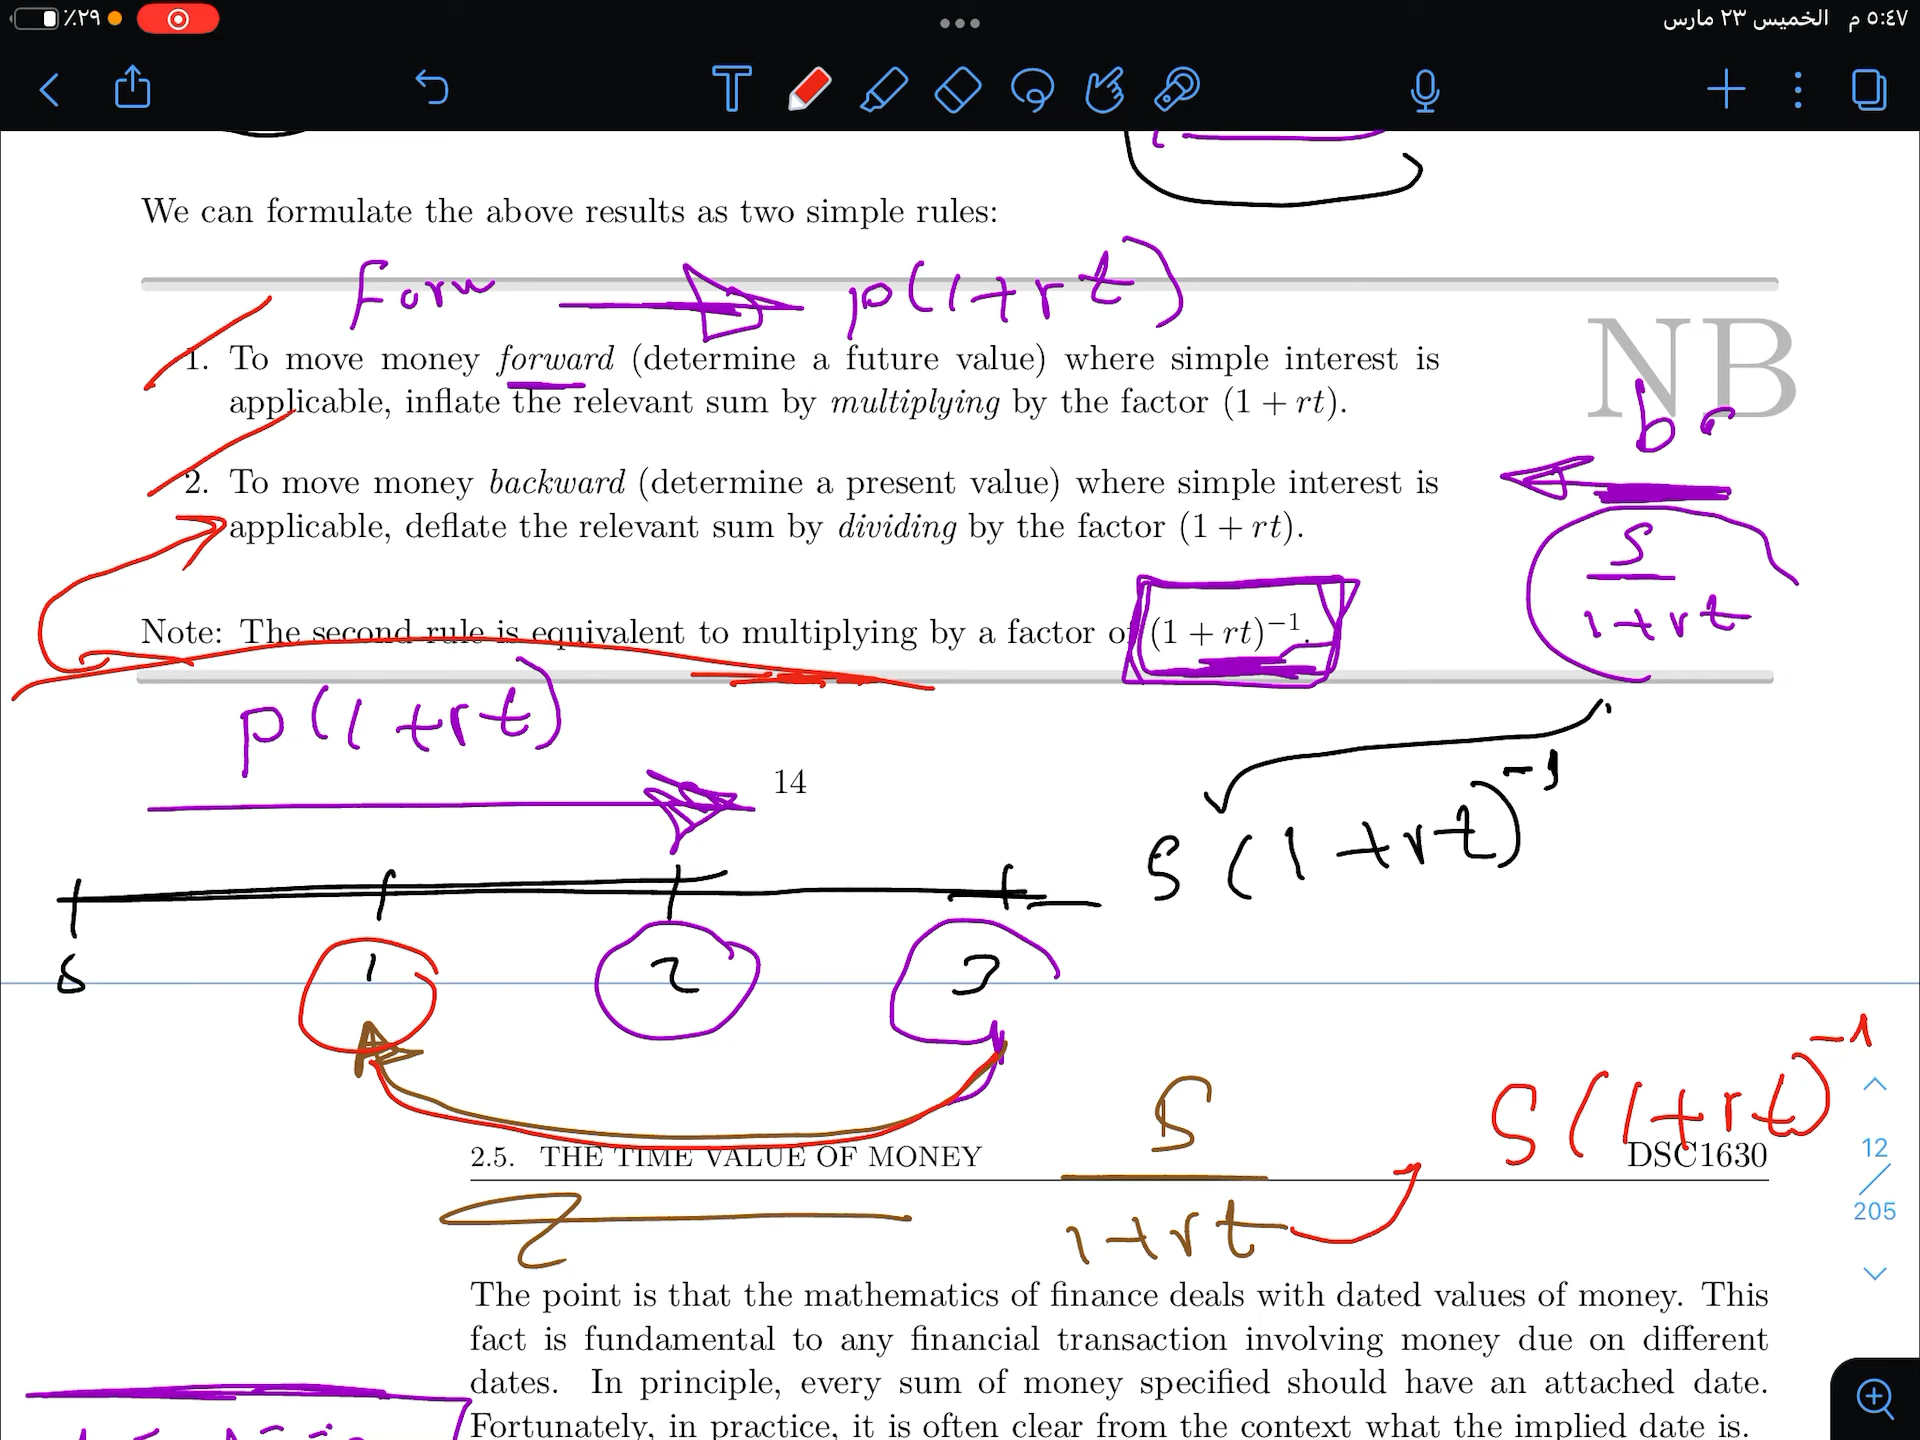 ٪٢٩
٥:٤٧ م الخميس ٢٣ مارس
We can formulate the above results as two simple rules:
Forw p(1+rt)
NB
1. To move money forward (determine a future value) where simple interest is
applicable, inflate the relevant sum by multiplying by the factor (1 + rt).
2. To move money backward (determine a present value) where simple interest is
applicable, deflate the relevant sum by dividing by the factor (1 + rt).
S
1+rt
Note: The second rule is equivalent to multiplying by a factor of (1 + rt)⁻¹.
p(1+rt)
14
S(1+rt)⁻¹
1 2 3
S
1+rt
S(1+rt)⁻¹
2.5. THE TIME VALUE OF MONEY DSC1630
12
205
The point is that the mathematics of finance deals with dated values of money. This
fact is fundamental to any financial transaction involving money due on different
dates. In principle, every sum of money specified should have an attached date.
Fortunately, in practice, it is often clear from the context what the implied date is.